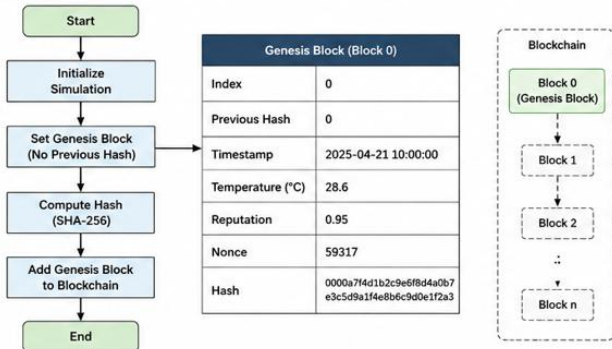 Start
Initialize
Simulation
Set Genesis Block
(No Previous Hash)
Compute Hash
(SHA-256)
Add Genesis Block
to Blockchain
End
Genesis Block (Block 0)
Index 0
Previous Hash 0
Timestamp 2025-04-21 10:00:00
Temperature (°C) 28.6
Reputation 0.95
Nonce 59317
Hash 0000a7f4d1b2c9e6f8d4a0b7
e3c5d9a1f4e8b6c9d0e1f2a3
Blockchain
Block 0
(Genesis Block)
Block 1
Block 2
Block n